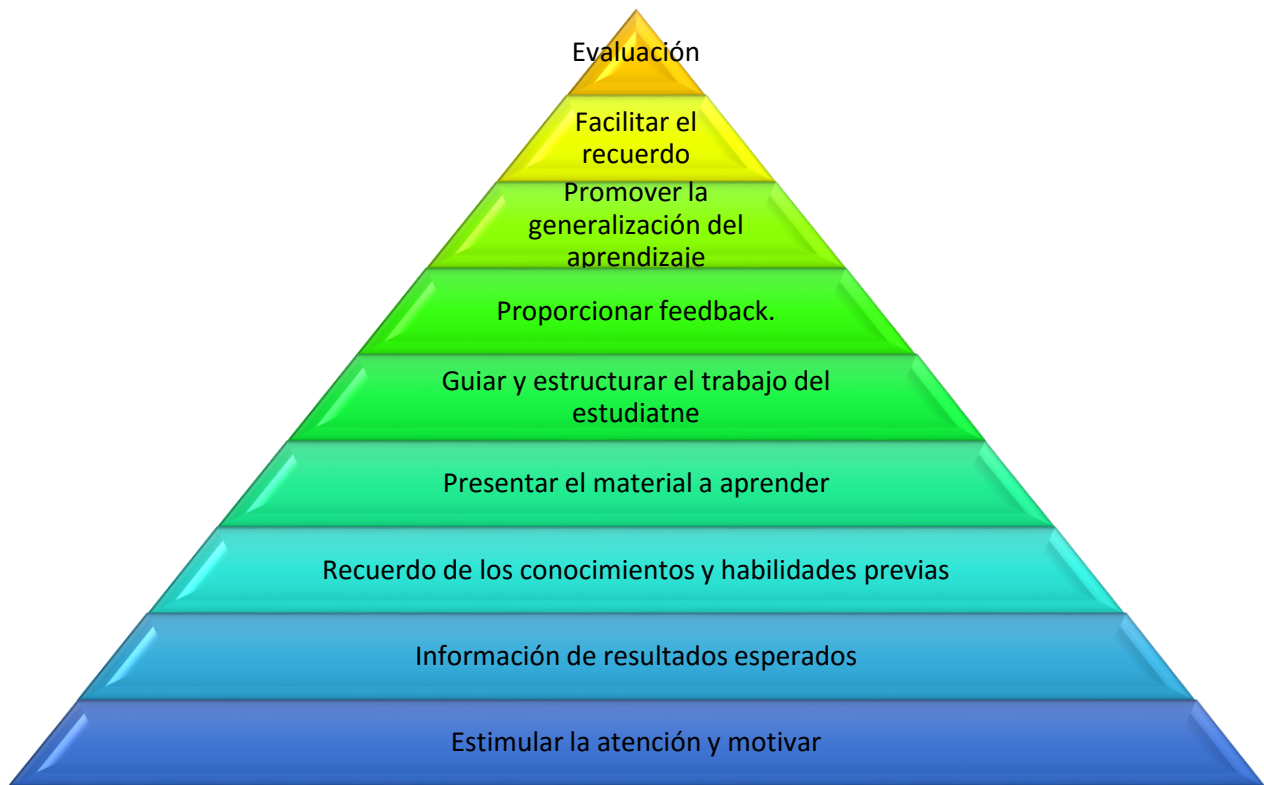 Evaluación
Facilitar el
recuerdo
Promover la
generalización del
aprendizaje
Proporcionar feedback.
Guiar y estructurar el trabajo del
estudiatne
Presentar el material a aprender
Recuerdo de los conocimientos y habilidades previas
Información de resultados esperados
Estimular la atención y motivar